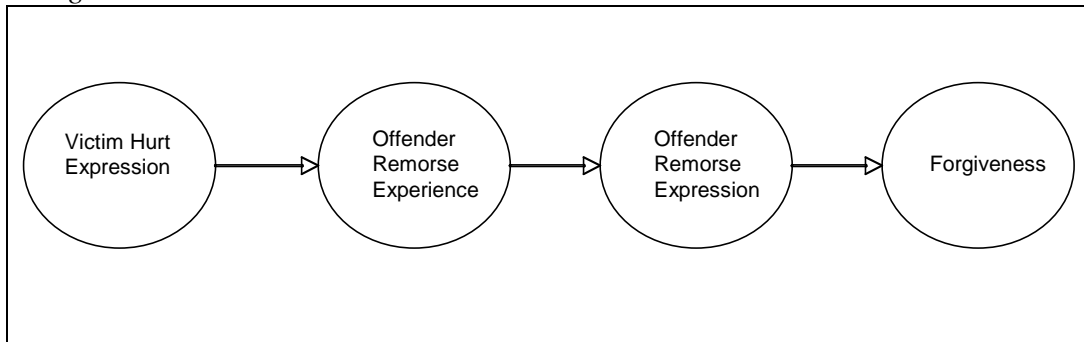 Victim Hurt
Expression
Offender
Remorse
Experience
Offender
Remorse
Expression
Forgiveness